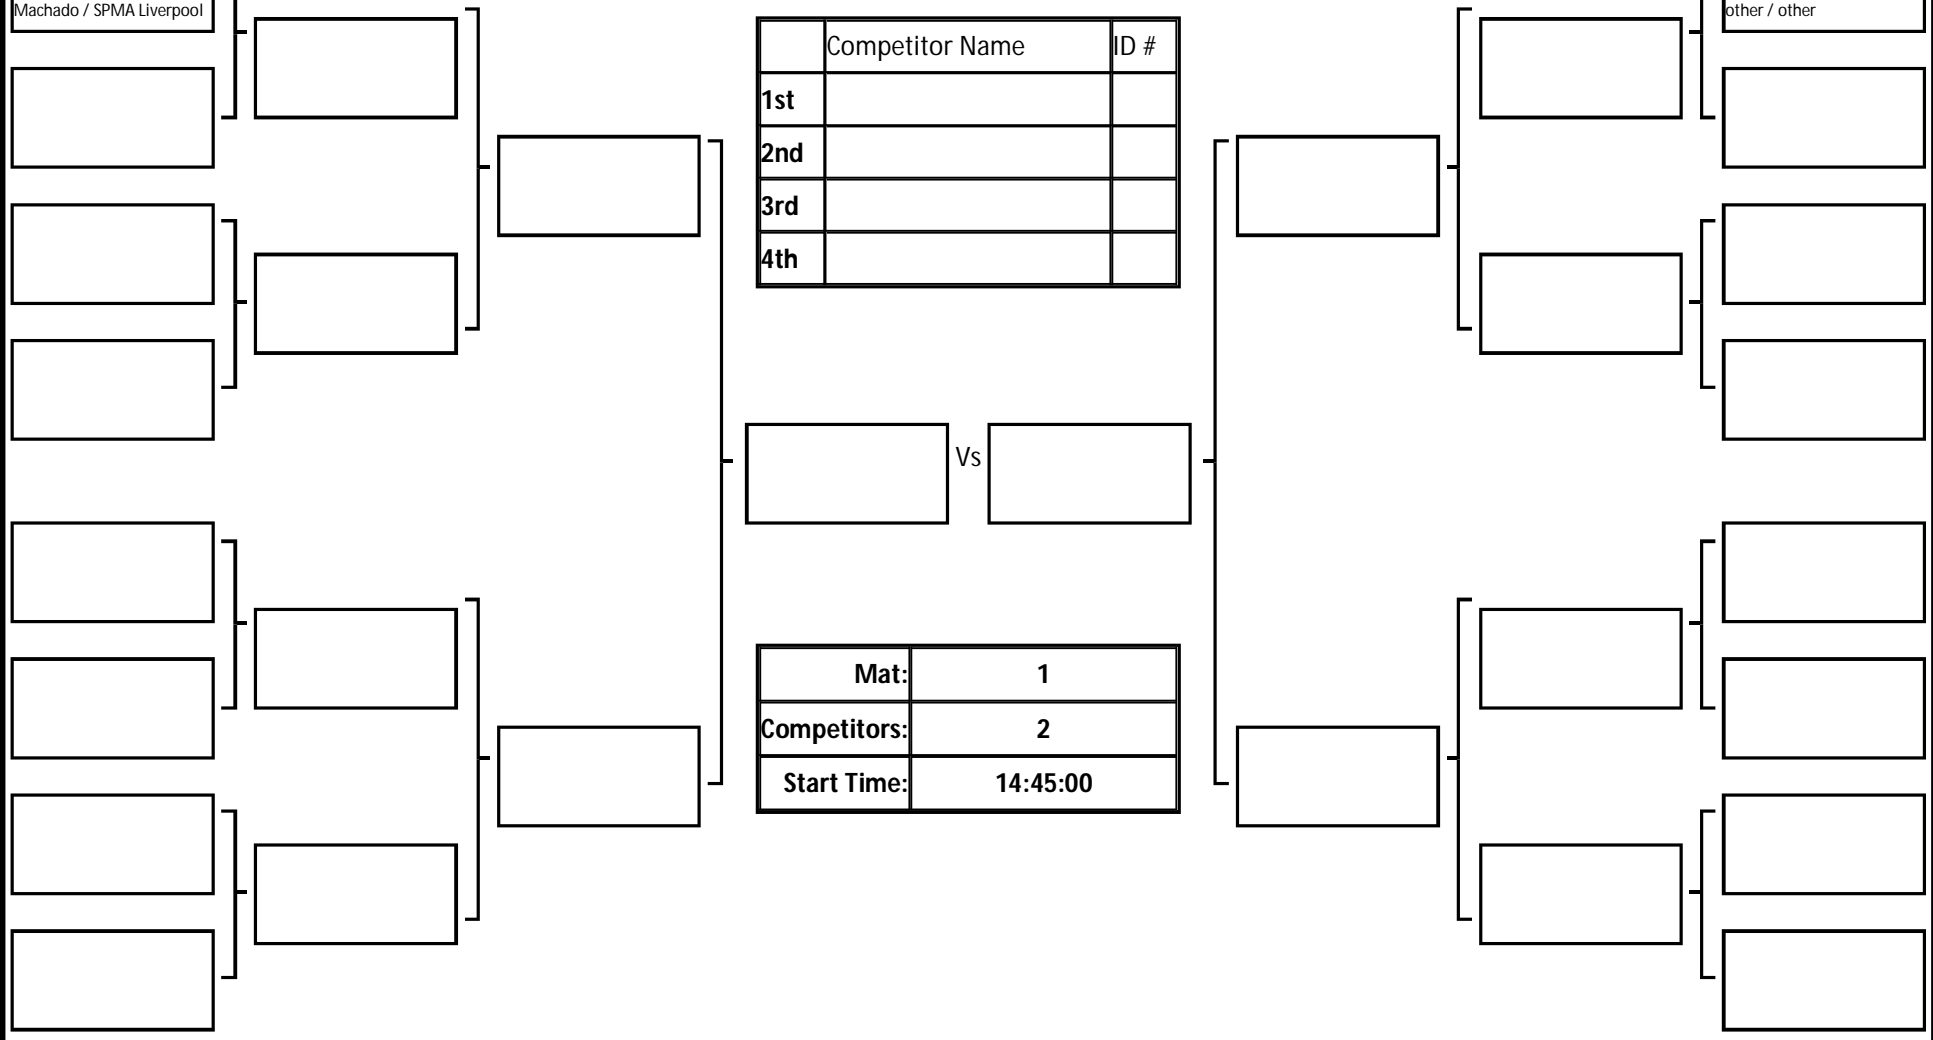 Machado / SPMA Liverpool
other / other
Competitor Name ID #
1st
2nd
3rd
4th
Vs
Mat: 1
Competitors: 2
Start Time: 14:45:00